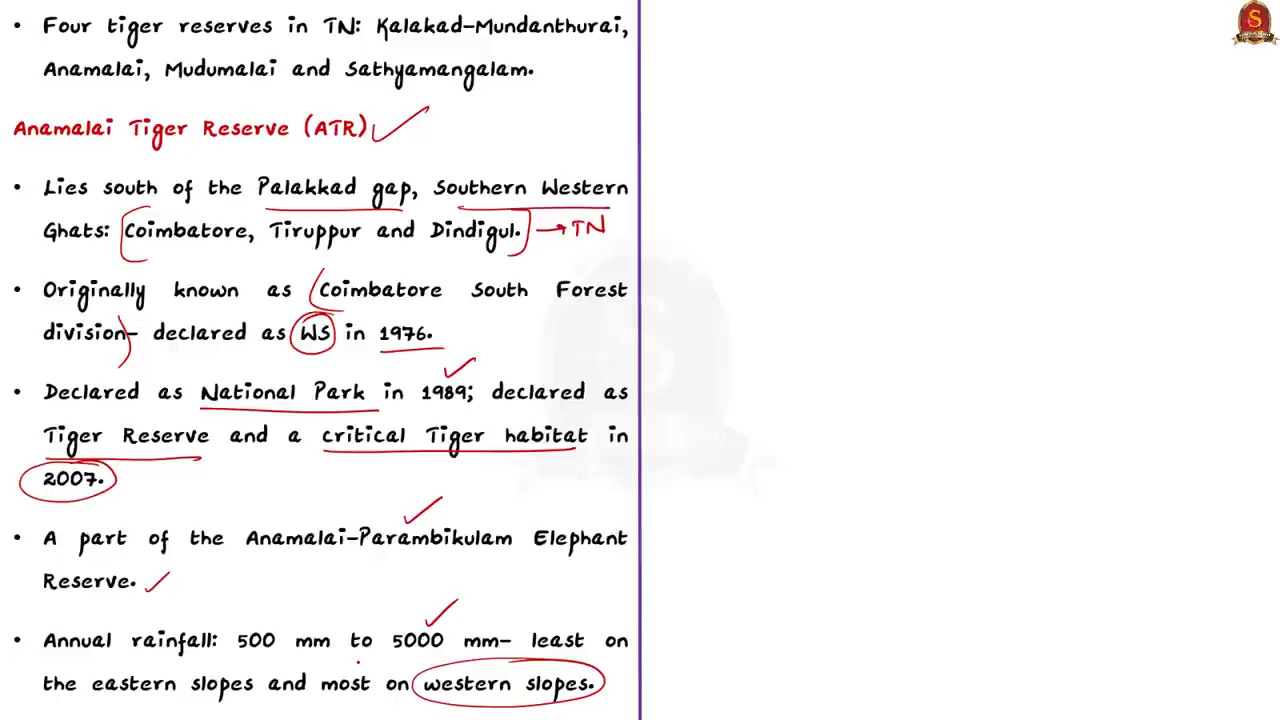 • Four tiger reserves in TN: Kalakad-Mundanthurai,
Anamalai, Mudumalai and Sathyamangalam.
Anamalai Tiger Reserve (ATR)
• Lies south of the Palakkad gap, Southern Western
Ghats: Coimbatore, Tiruppur and Dindigul. → TN
• Originally known as Coimbatore South Forest
division- declared as WS in 1976.
• Declared as National Park in 1989; declared as
Tiger Reserve and a critical Tiger habitat in
2007.
• A part of the Anamalai-Parambikulam Elephant
Reserve.
• Annual rainfall: 500 mm to 5000 mm- least on
the eastern slopes and most on western slopes.
S